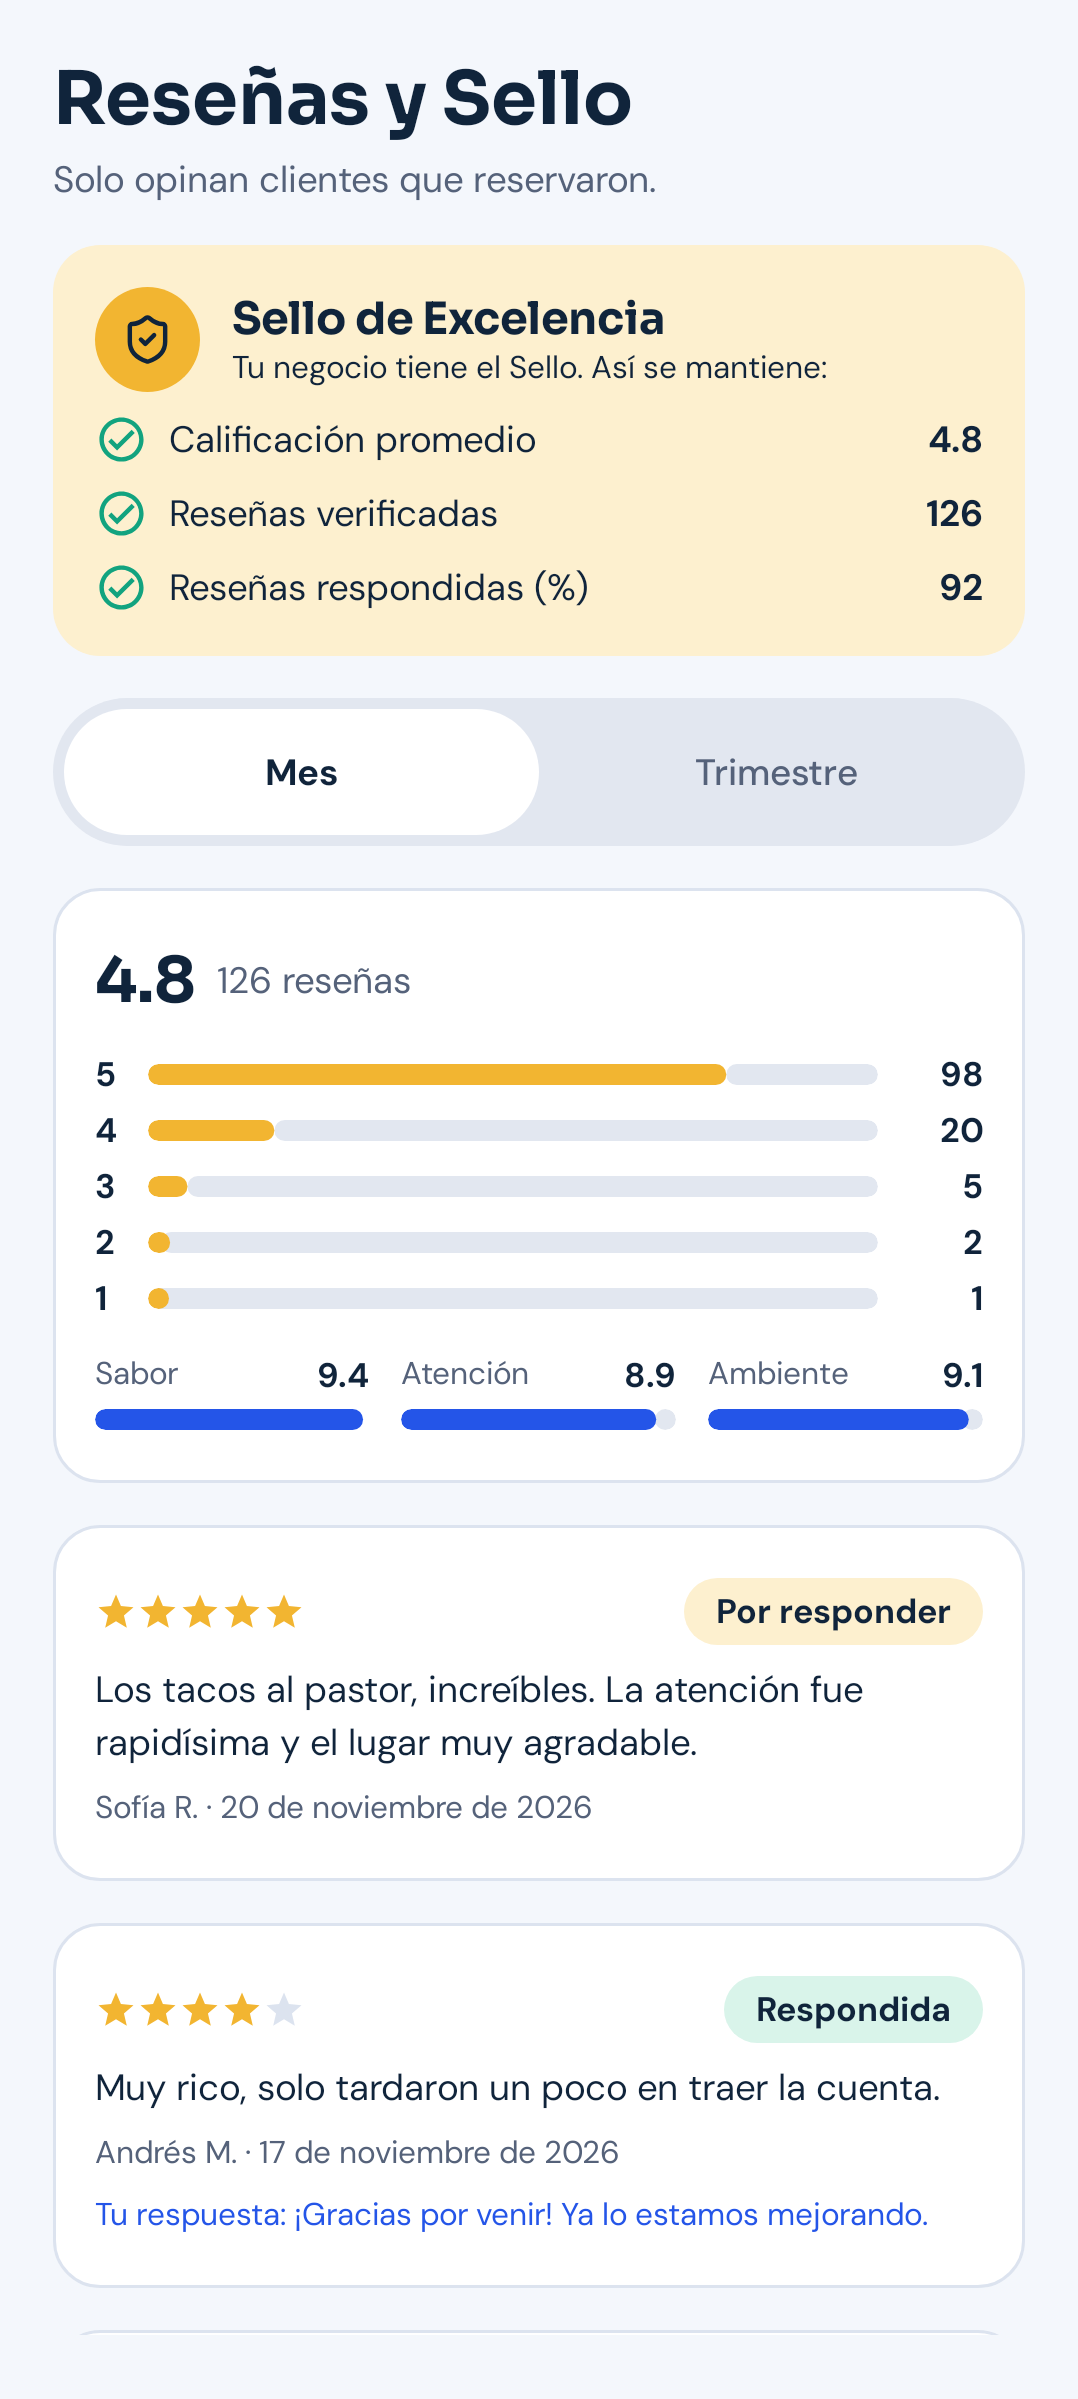 Reseñas y Sello
Solo opinan clientes que reservaron.
Sello de Excelencia
Tu negocio tiene el Sello. Así se mantiene:
Calificación promedio 4.8
Reseñas verificadas 126
Reseñas respondidas (%) 92
Mes Trimestre
4.8 126 reseñas
5 98
4 20
3 5
2 2
1 1
Sabor 9.4 Atención 8.9 Ambiente 9.1
Por responder
Los tacos al pastor, increíbles. La atención fue
rapidísima y el lugar muy agradable.
Sofía R. · 20 de noviembre de 2026
Respondida
Muy rico, solo tardaron un poco en traer la cuenta.
Andrés M. · 17 de noviembre de 2026
Tu respuesta: ¡Gracias por venir! Ya lo estamos mejorando.